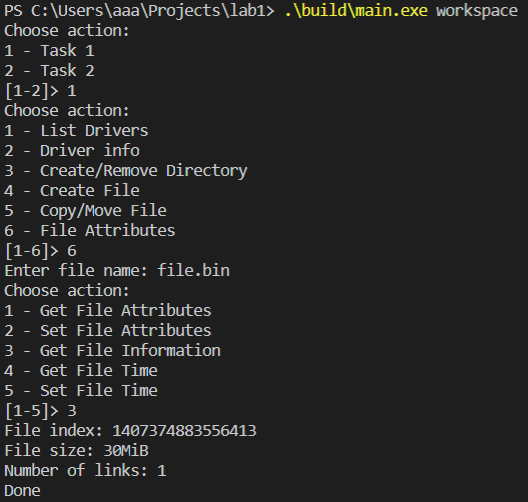 PS C:\Users\aaa\Projects\lab1> .\build\main.exe workspace
Choose action:
1 - Task 1
2 - Task 2
[1-2]> 1
Choose action:
1 - List Drivers
2 - Driver info
3 - Create/Remove Directory
4 - Create File
5 - Copy/Move File
6 - File Attributes
[1-6]> 6
Enter file name: file.bin
Choose action:
1 - Get File Attributes
2 - Set File Attributes
3 - Get File Information
4 - Get File Time
5 - Set File Time
[1-5]> 3
File index: 1407374883556413
File size: 30MiB
Number of links: 1
Done